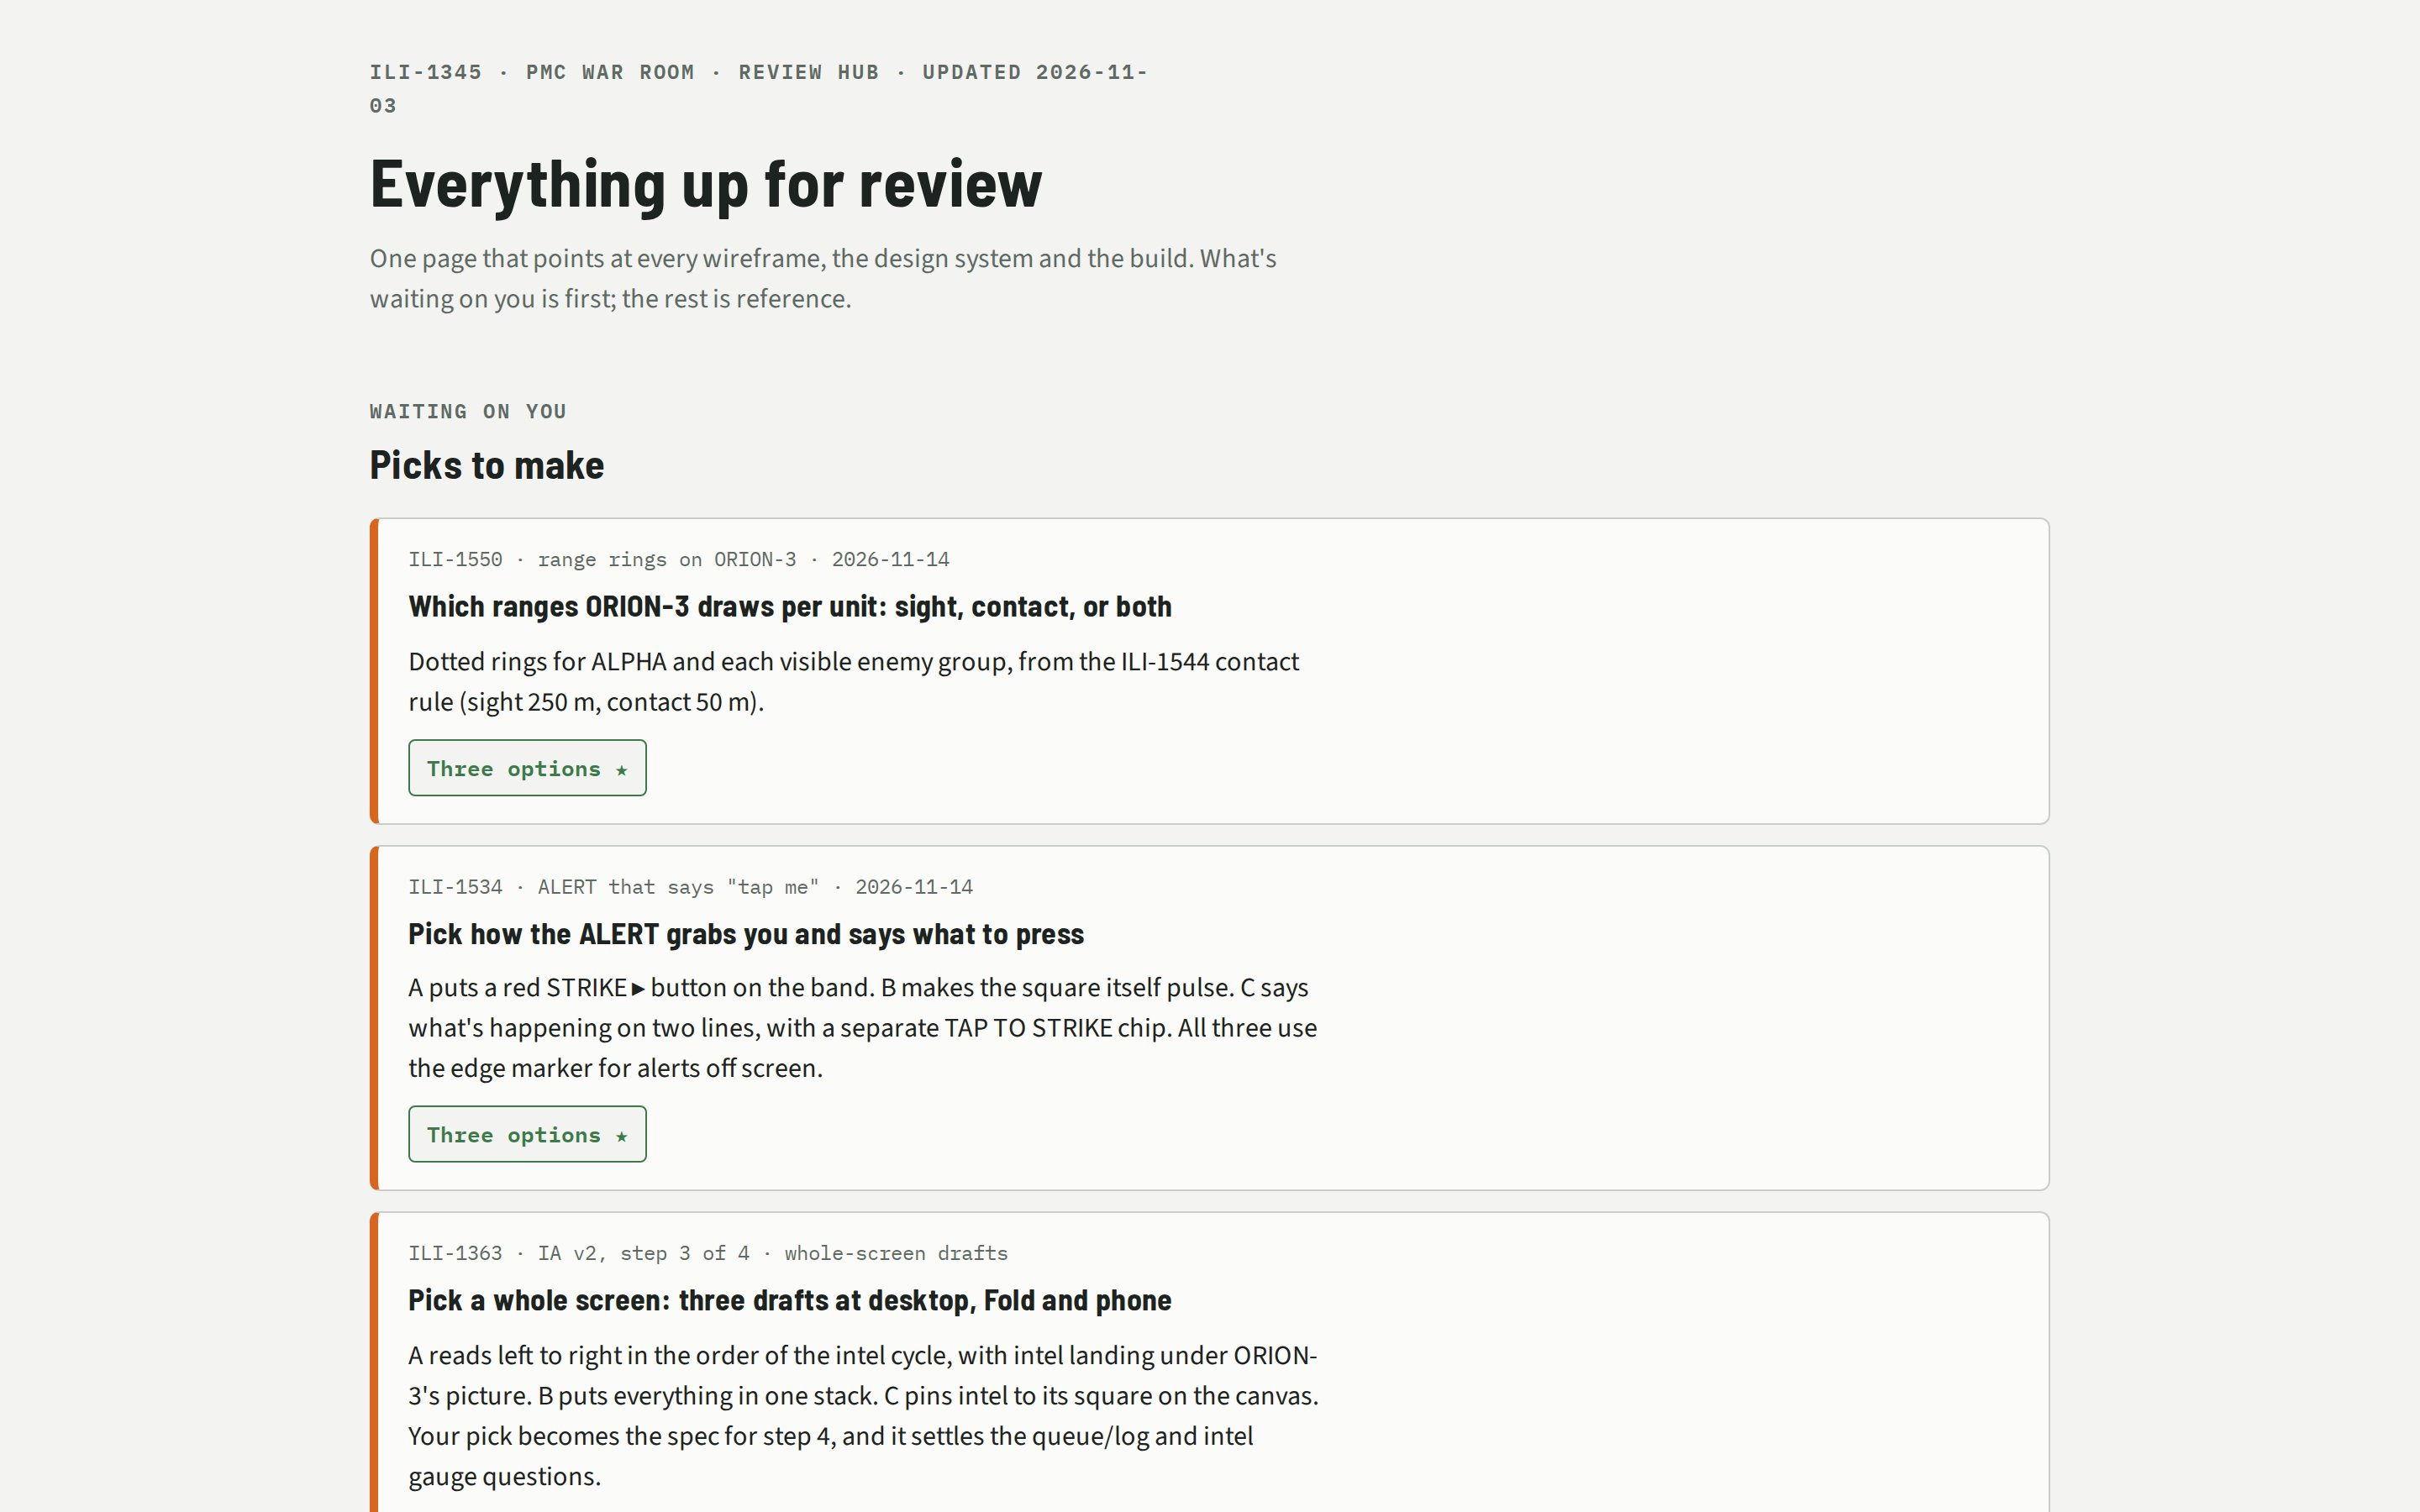 ILI-1345 · PMC WAR ROOM · REVIEW HUB · UPDATED 2026-11-
03
Everything up for review
One page that points at every wireframe, the design system and the build. What's
waiting on you is first; the rest is reference.
WAITING ON YOU
Picks to make
ILI-1550 · range rings on ORION-3 · 2026-11-14
Which ranges ORION-3 draws per unit: sight, contact, or both
Dotted rings for ALPHA and each visible enemy group, from the ILI-1544 contact
rule (sight 250 m, contact 50 m).
Three options ★
ILI-1534 · ALERT that says "tap me" · 2026-11-14
Pick how the ALERT grabs you and says what to press
A puts a red STRIKE ▸ button on the band. B makes the square itself pulse. C says
what's happening on two lines, with a separate TAP TO STRIKE chip. All three use
the edge marker for alerts off screen.
Three options ★
ILI-1363 · IA v2, step 3 of 4 · whole-screen drafts
Pick a whole screen: three drafts at desktop, Fold and phone
A reads left to right in the order of the intel cycle, with intel landing under ORION-
3's picture. B puts everything in one stack. C pins intel to its square on the canvas.
Your pick becomes the spec for step 4, and it settles the queue/log and intel
gauge questions.